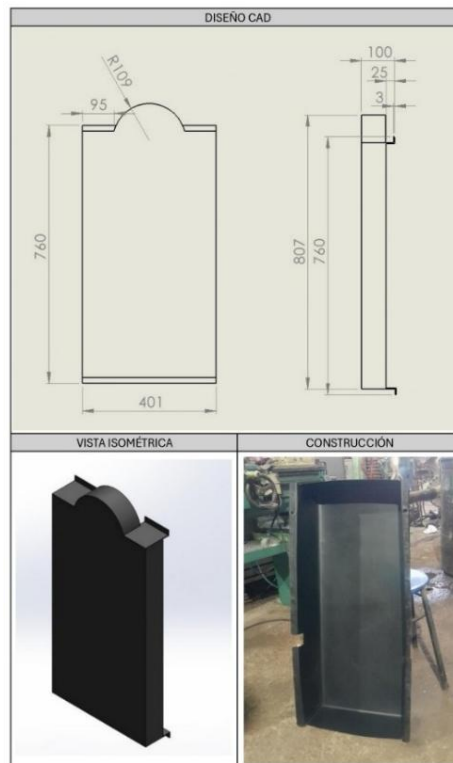 DISEÑO CAD
R109
95
760
401
100
25
3
807
760
VISTA ISOMÉTRICA
CONSTRUCCIÓN